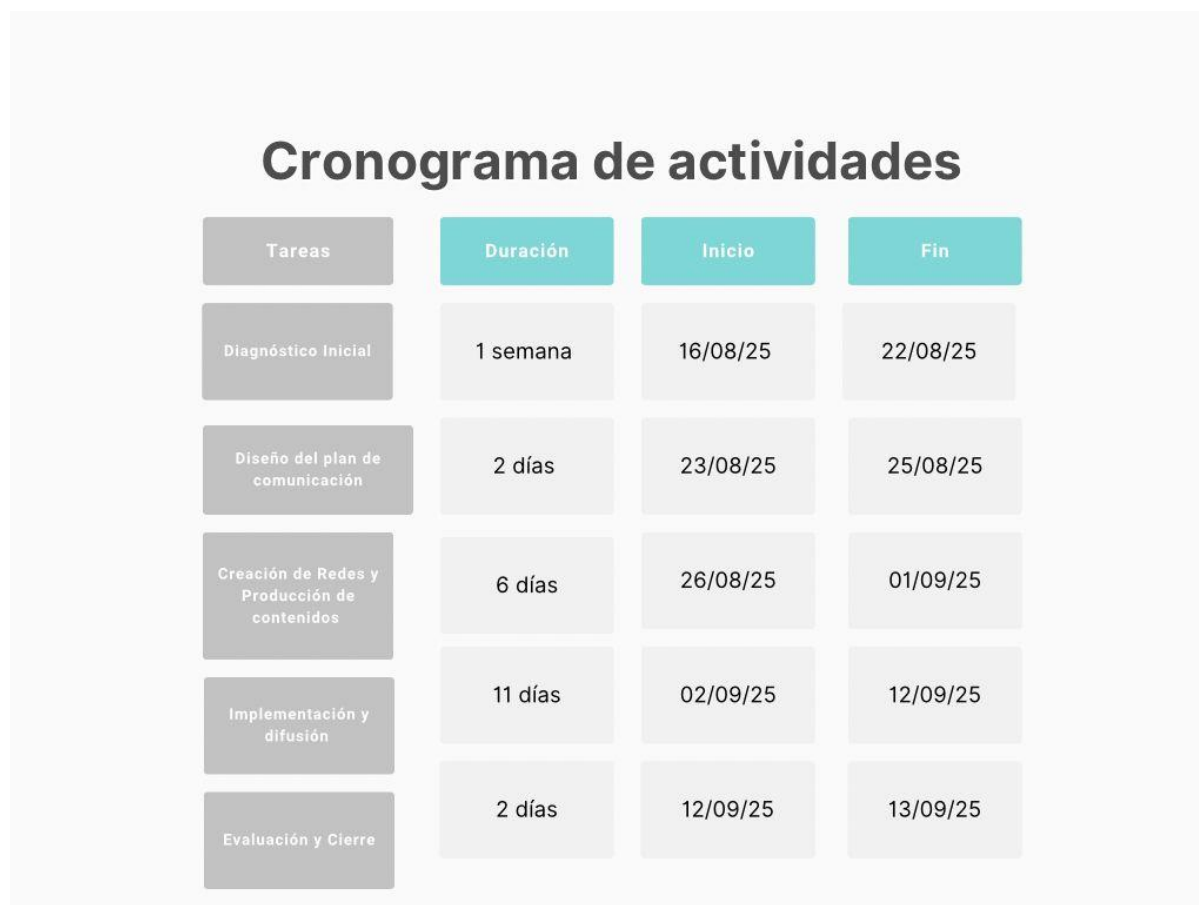 Cronograma de actividades
Tareas Duración Inicio Fin
Diagnóstico Inicial 1 semana 16/08/25 22/08/25
Diseño del plan de
comunicación 2 días 23/08/25 25/08/25
Creación de Redes y
Producción de
contenidos 6 días 26/08/25 01/09/25
Implementación y
difusión 11 días 02/09/25 12/09/25
Evaluación y Cierre 2 días 12/09/25 13/09/25